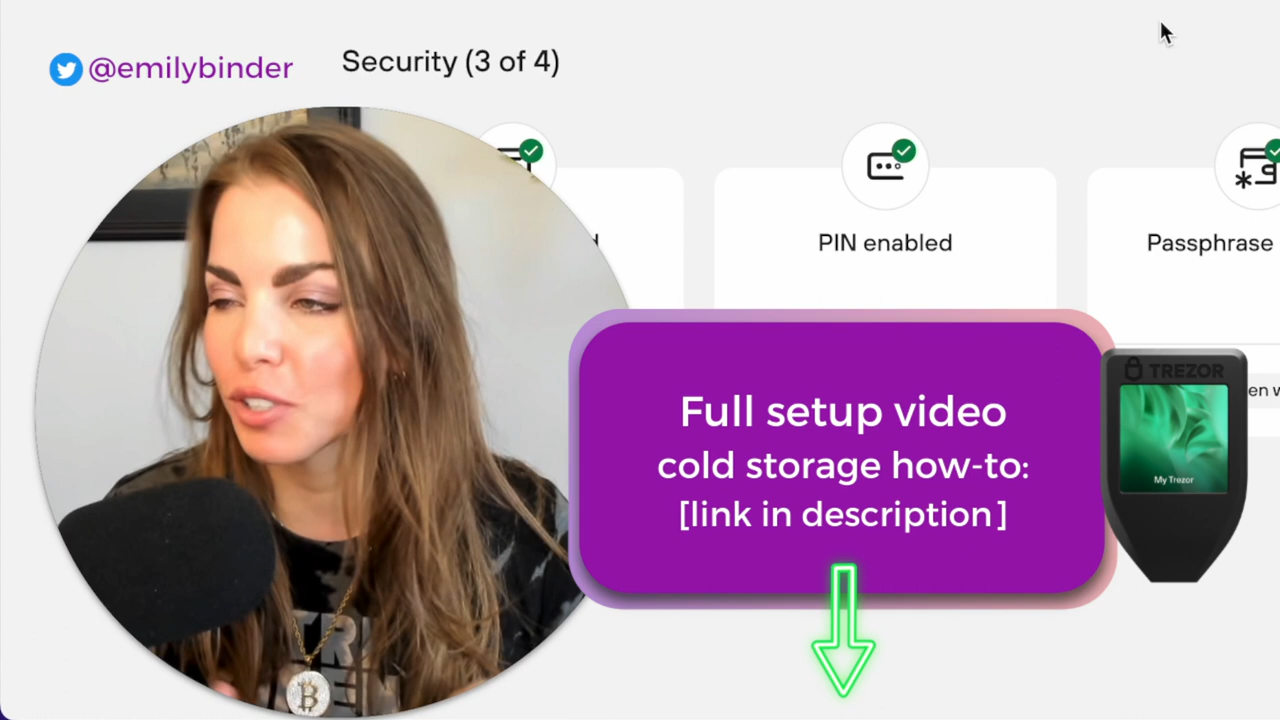 @emilybinder
Security (3 of 4)
PIN enabled
Passphrase
Full setup video
cold storage how-to:
[link in description]
TREZOR
My Trezor
en
B